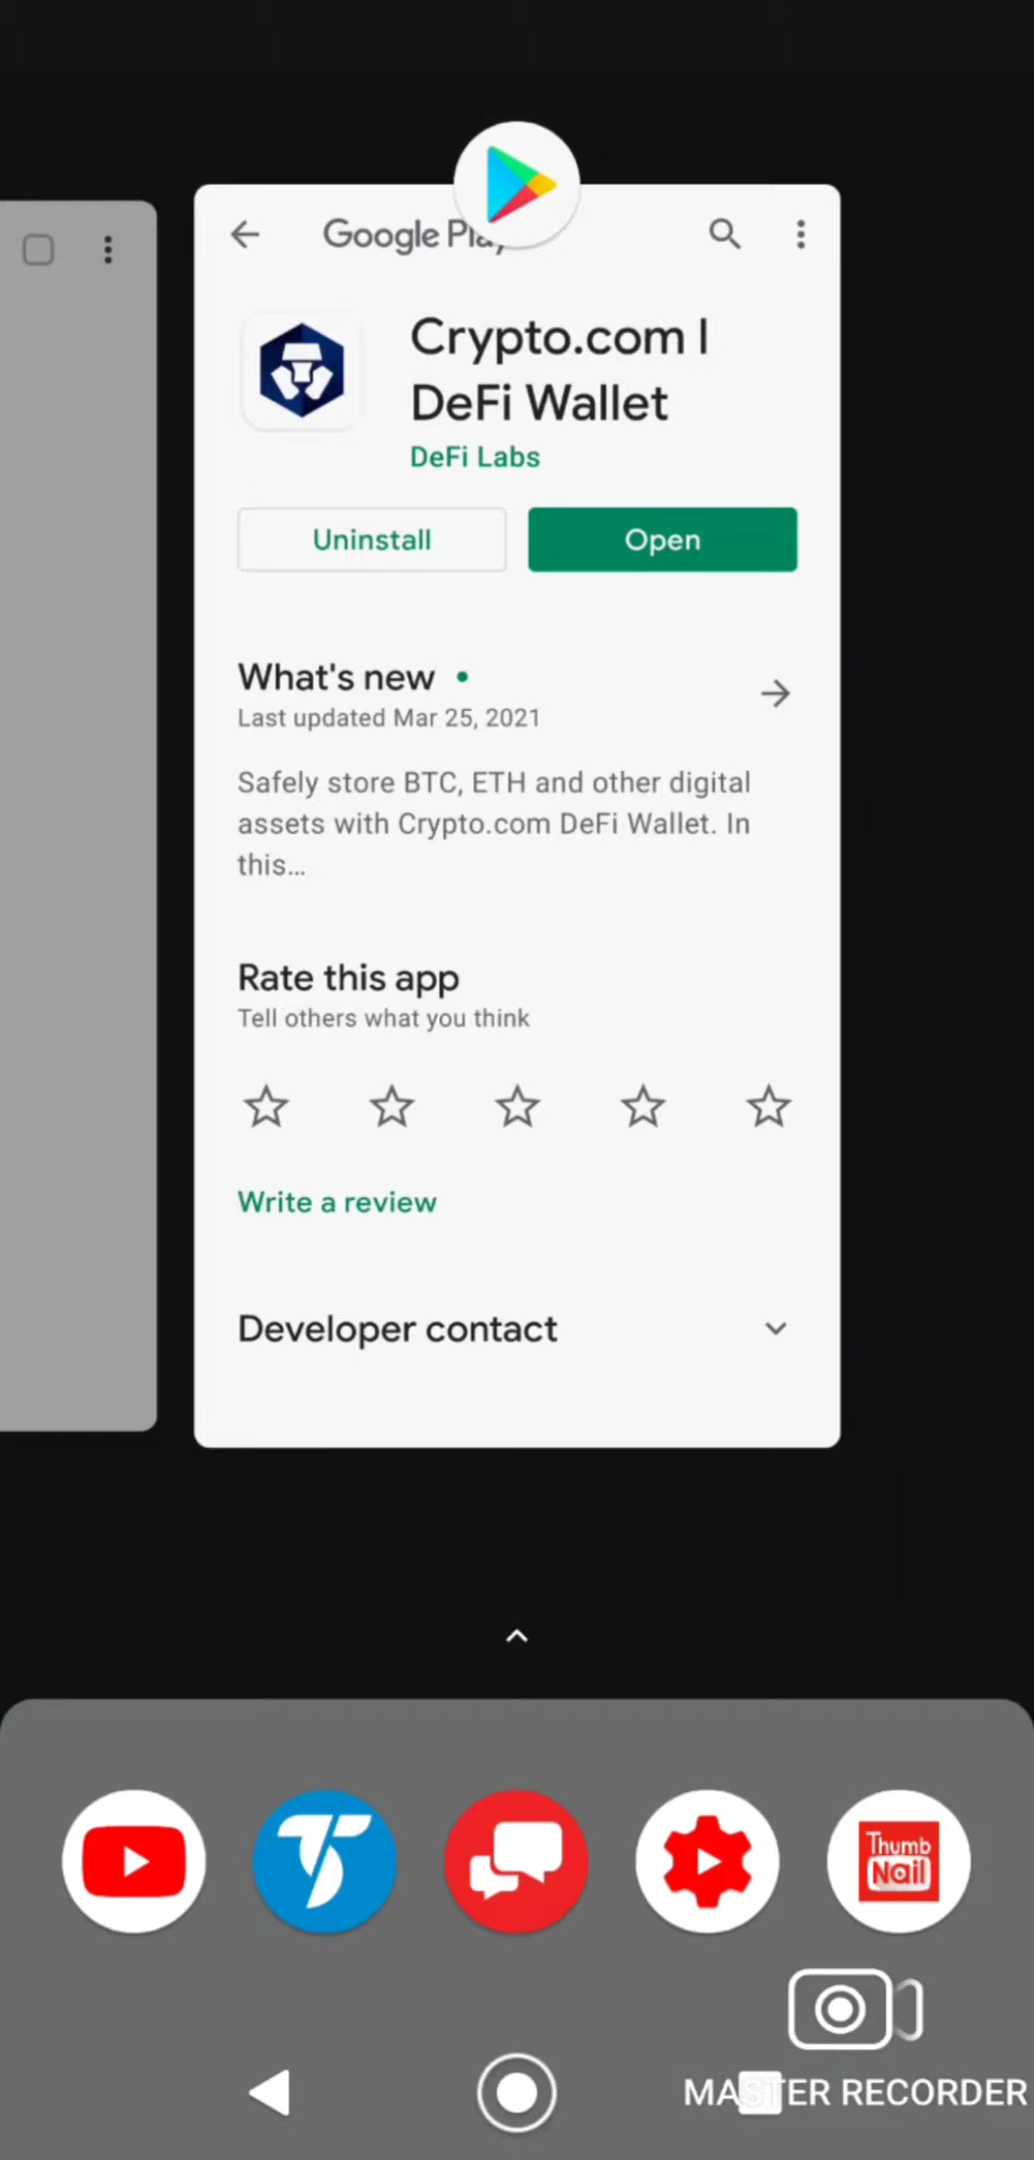 Google Play
Crypto.com I
DeFi Wallet
DeFi Labs
Uninstall
Open
What's new
Last updated Mar 25, 2021
Safely store BTC, ETH and other digital
assets with Crypto.com DeFi Wallet. In
this...
Rate this app
Tell others what you think
Write a review
Developer contact
Thumb
Nail
MASTER RECORDER